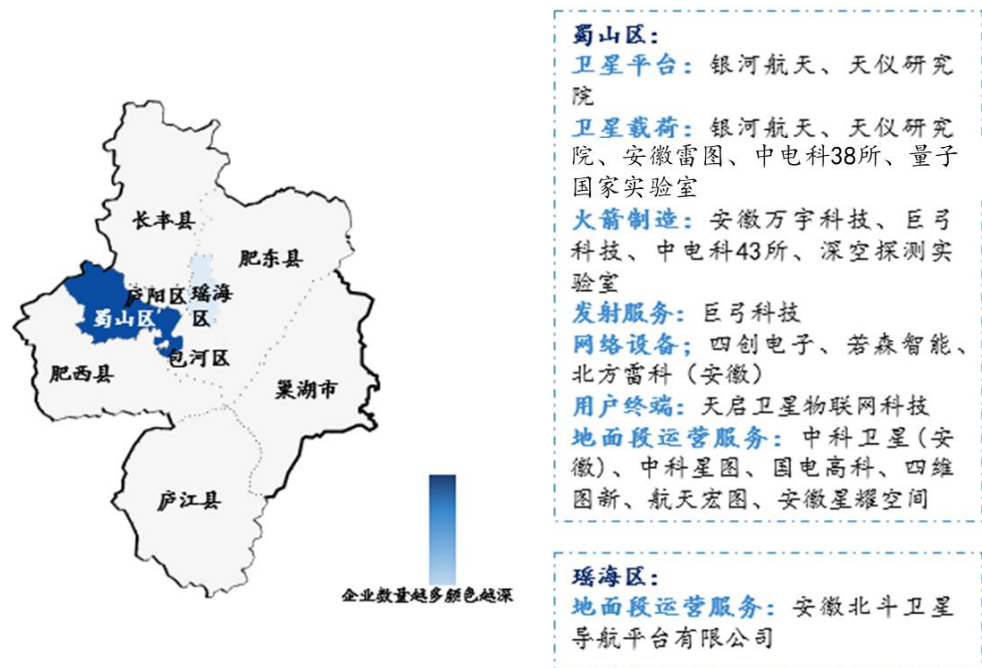 长丰县
肥东县
庐阳区
瑶海
区
蜀山区
包河区
肥西县
巢湖市
庐江县
企业数量越多颜色越深
蜀山区：
卫星平台：银河航天、天仪研究
院
卫星载荷：银河航天、天仪研究
院、安徽雷图、中电科38所、量子
国家实验室
火箭制造：安徽万宇科技、巨弓
科技、中电科43所、深空探测实
验室
发射服务：巨弓科技
网络设备；四创电子、若森智能、
北方雷科（安徽）
用户终端：天启卫星物联网科技
地面段运营服务：中科卫星(安
徽)、中科星图、国电高科、四维
图新、航天宏图、安徽星耀空间
瑶海区：
地面段运营服务：安徽北斗卫星
导航平台有限公司